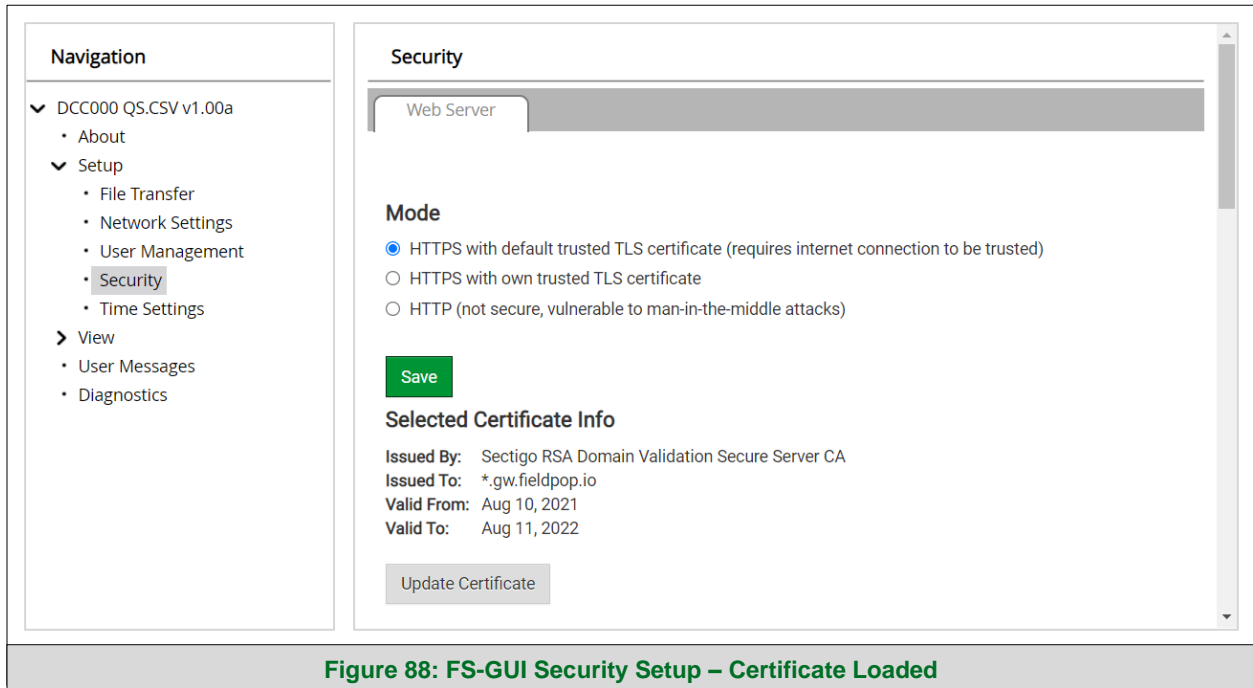 Navigation
DCC000 QS.CSV v1.00a
About
Setup
File Transfer
Network Settings
User Management
Security
Time Settings
View
User Messages
Diagnostics
Security
Web Server
Mode
HTTPS with default trusted TLS certificate (requires internet connection to be trusted)
HTTPS with own trusted TLS certificate
HTTP (not secure, vulnerable to man-in-the-middle attacks)
Save
Selected Certificate Info
Issued By: Sectigo RSA Domain Validation Secure Server CA
Issued To: *.gw.fieldpop.io
Valid From: Aug 10, 2021
Valid To: Aug 11, 2022
Update Certificate
Figure 88: FS-GUI Security Setup – Certificate Loaded